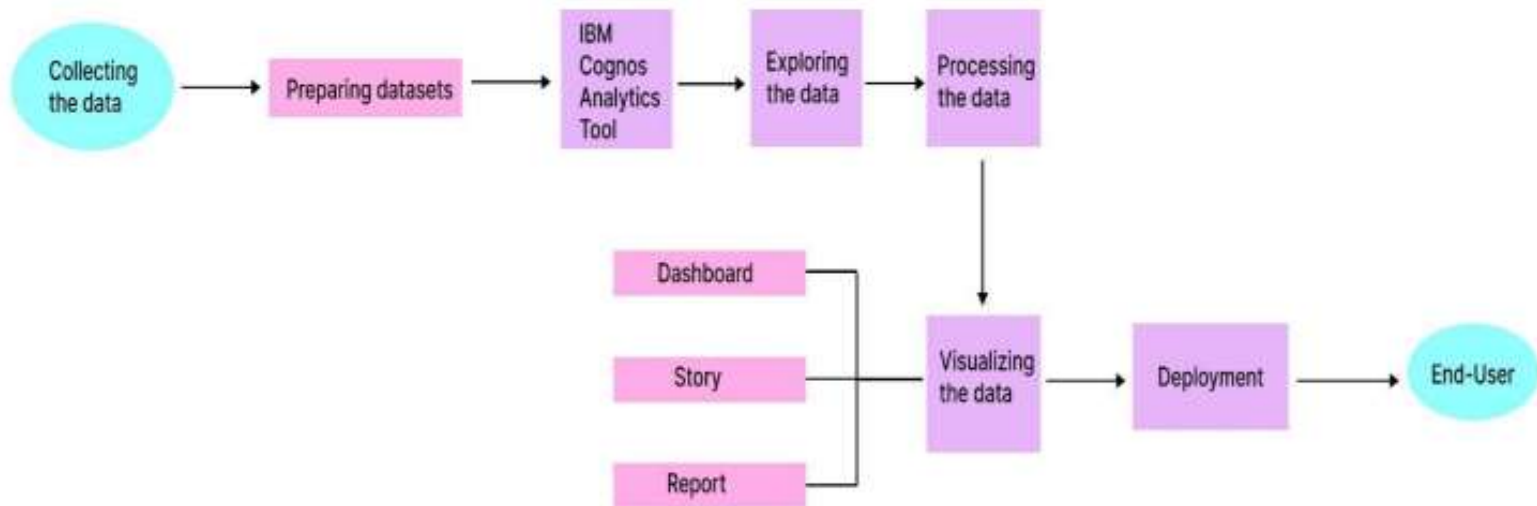 Collecting
the data
Preparing datasets
IBM
Cognos
Analytics
Tool
Exploring
the data
Processing
the data
Dashboard
Story
Report
Visualizing
the data
Deployment
End-User